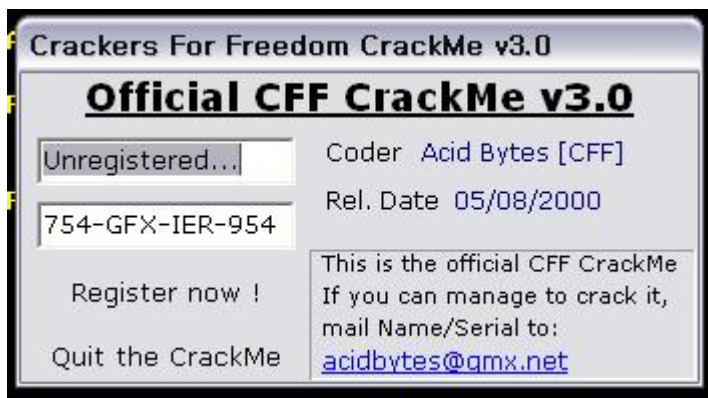 Crackers For Freedom CrackMe v3.0
Official CFF CrackMe v3.0
Unregistered...
754-GFX-IER-954
Register now !
Quit the CrackMe
Coder Acid Bytes [CFF]
Rel. Date 05/08/2000
This is the official CFF CrackMe
If you can manage to crack it,
mail Name/Serial to:
acidbytes@gmx.net